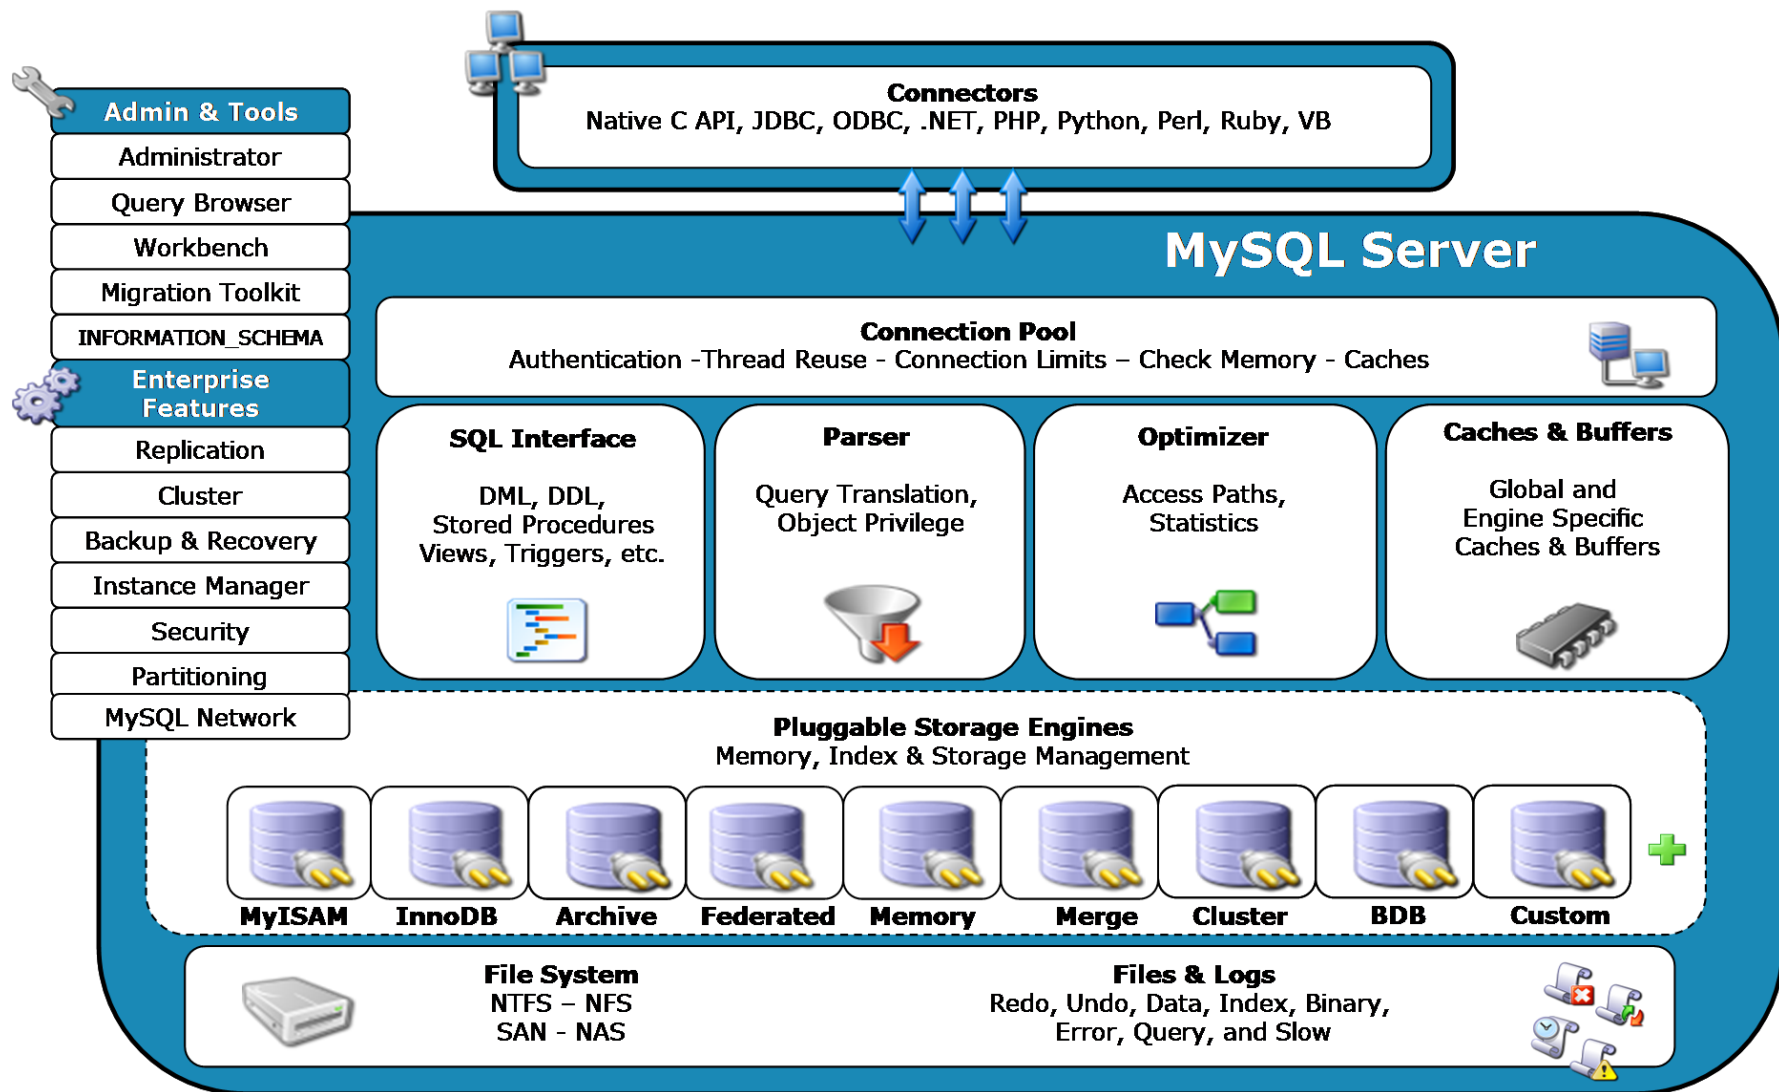 Connectors
Native C API, JDBC, ODBC, .NET, PHP, Python, Perl, Ruby, VB
Admin & Tools
Administrator
Query Browser
Workbench
Migration Toolkit
INFORMATION_SCHEMA
Enterprise
Features
Replication
Cluster
Backup & Recovery
Instance Manager
Security
Partitioning
MySQL Network
MySQL Server
Connection Pool
Authentication -Thread Reuse - Connection Limits – Check Memory - Caches
SQL Interface
DML, DDL,
Stored Procedures
Views, Triggers, etc.
Parser
Query Translation,
Object Privilege
Optimizer
Access Paths,
Statistics
Caches & Buffers
Global and
Engine Specific
Caches & Buffers
Pluggable Storage Engines
Memory, Index & Storage Management
MyISAM
InnoDB
Archive
Federated
Memory
Merge
Cluster
BDB
Custom
File System
NTFS – NFS
SAN - NAS
Files & Logs
Redo, Undo, Data, Index, Binary,
Error, Query, and Slow